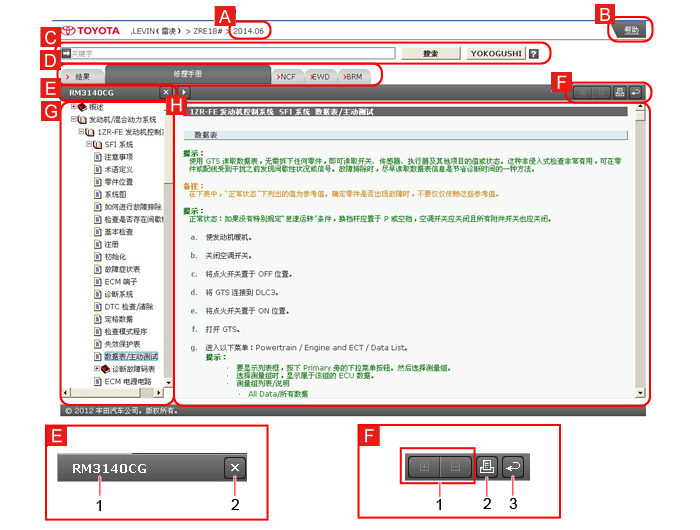 A
B
TOYOTA ,LEVIN (雷凌) > ZRE18# > 2014.06
帮助
C
关键字 搜索 YOKOGUSHI ?
D
> 结果 修理手册 >NCF >EWD >BRM
E
F
RM3140CG ×
G
H
概述
发动机/混合动力系统
1ZR-FE 发动机控制
SFI 系统
注意事项
术语定义
零件位置
系统图
如何进行故障排除
检查是否存在间歇
基本检查
注册
初始化
故障症状表
ECM 端子
诊断系统
DTC 检查/清除
定格数据
检查模式程序
失效保护表
数据表/主动测试
诊断故障码表
ECM 电源电路
1ZR-FE 发动机控制系统 SFI 系统 数据表/主动测试
数据表
提示:
使用 GTS 读取数据表，无需拆下任何零件，即可读取开关、传感器、执行器及其他项目的值或状态。这种非侵入式检查非常有用，可在零
件或配线受到干扰之前发现间歇性状况或信号。故障排除时，尽早读取数据表信息是节省诊断时间的一种方法。
备注:
在下表中，“正常状态”下列出的值为参考值。确定零件是否出现故障时，不要仅仅依赖这些参考值。
提示:
正常状态：如果没有特别规定“怠速运转”条件，换档杆应置于 P 或空档，空调开关应关闭且所有附件开关也应关闭。
a. 使发动机暖机。
b. 关闭空调开关。
c. 将点火开关置于 OFF 位置。
d. 将 GTS 连接到 DLC3。
e. 将点火开关置于 ON 位置。
f. 打开 GTS。
g. 进入以下菜单：Powertrain / Engine and ECT / Data List。
提示:
· 要显示列表框，按下 Primary 旁的下拉菜单按钮，然后选择测量组。
· 选择测量组时，显示属于该组的 ECU 数据。
· 测量组列表/说明
· All Data/所有数据
© 2012 丰田汽车公司。版权所有。
E
RM3140CG ×
1 2
F
1 2 3